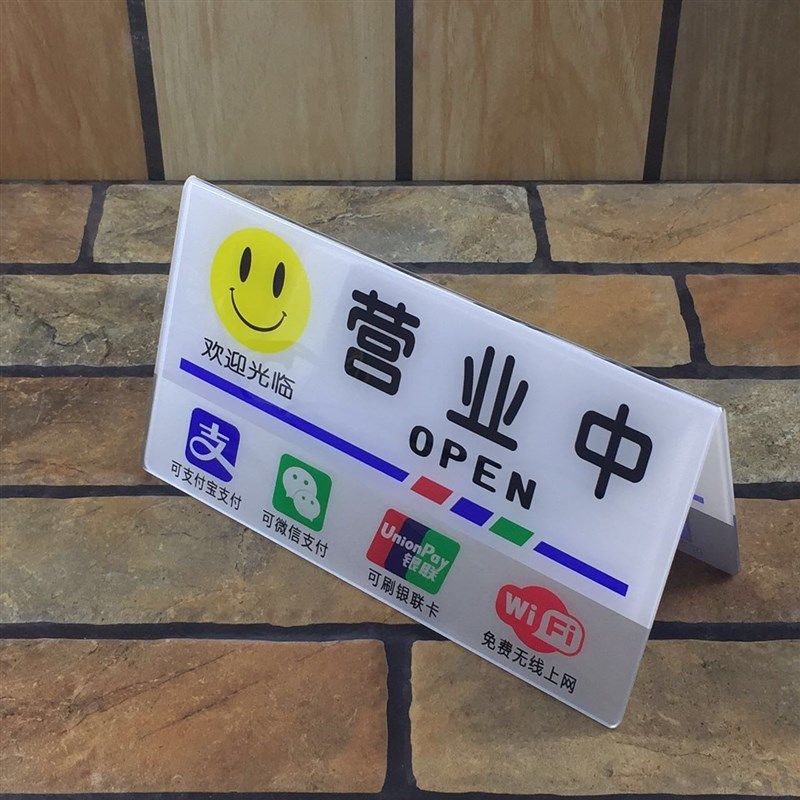 欢迎光临
营业中
OPEN
支
可支付宝支付
可微信支付
UnionPay
银联
可刷银联卡
WiFi
免费无线上网